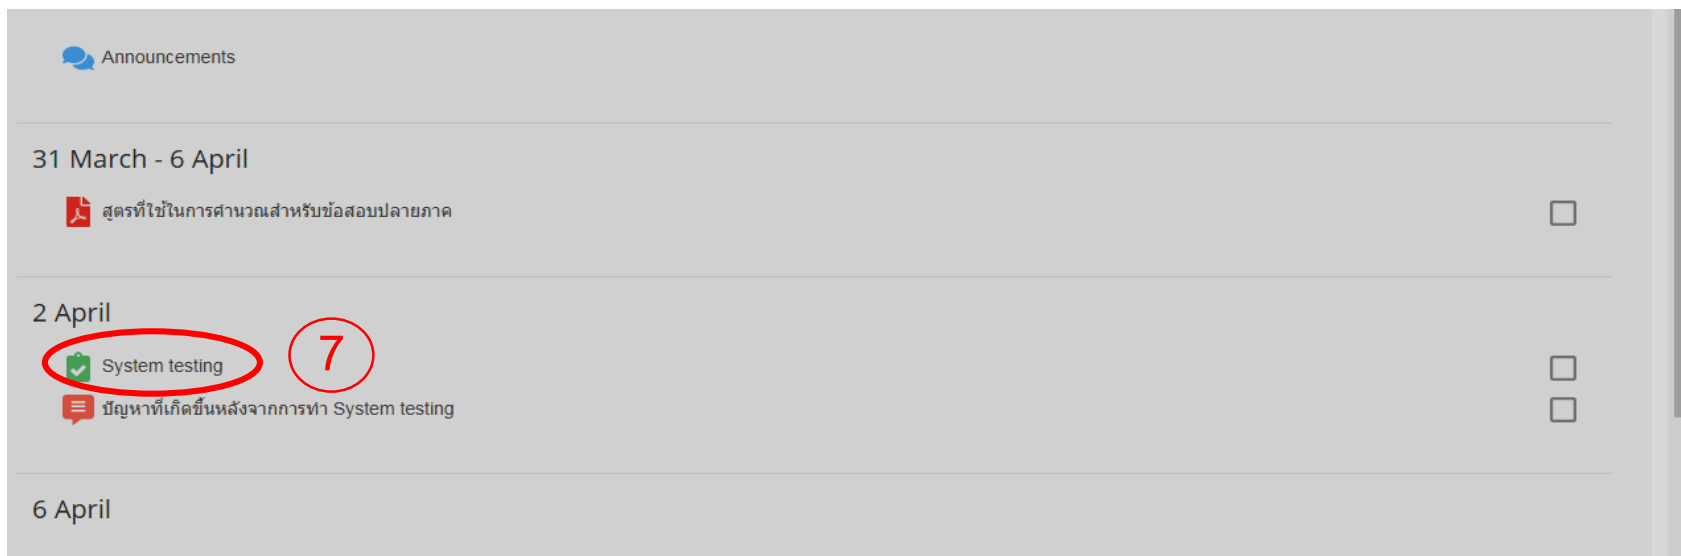 Announcements
31 March - 6 April
สูตรที่ใช้ในการคำนวณสำหรับข้อสอบปลายภาค
2 April
System testing
7
ปัญหาที่เกิดขึ้นหลังจากการทำ System testing
6 April